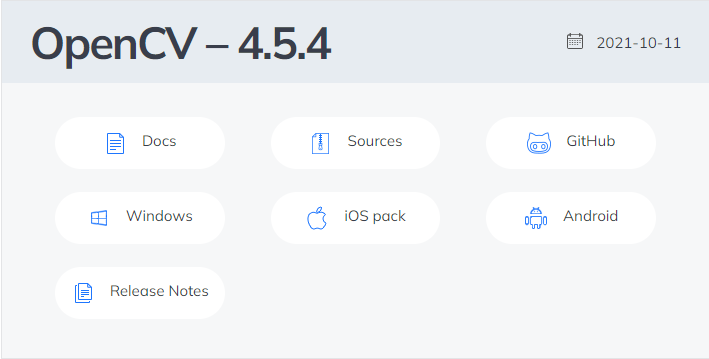 OpenCV – 4.5.4
2021-10-11
Docs
Sources
GitHub
Windows
iOS pack
Android
Release Notes